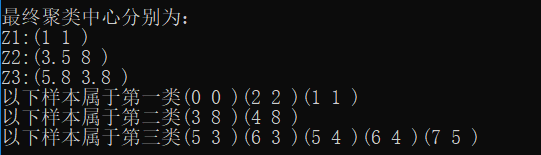 最终聚类中心分别为:
Z1:(1 1 )
Z2:(3.5 8 )
Z3:(5.8 3.8 )
以下样本属于第一类(0 0 )(2 2 )(1 1 )
以下样本属于第二类(3 8 )(4 8 )
以下样本属于第三类(5 3 )(6 3 )(5 4 )(6 4 )(7 5 )